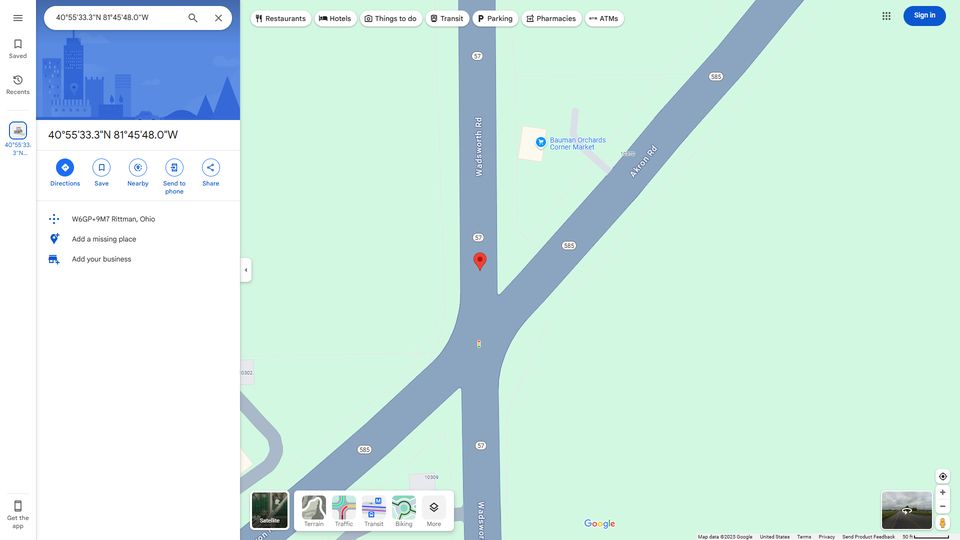 40°55'33.3"N 81°45'48.0"W
Restaurants
Hotels
Things to do
Transit
Parking
Pharmacies
ATMs
Sign in
Saved
Recents
40°55'33.
3"N...
Get the
app
40°55'33.3"N 81°45'48.0"W
Directions
Save
Nearby
Send to
phone
Share
W6GP+9M7 Rittman, Ohio
Add a missing place
Add your business
57
585
Wadsworth Rd
Bauman Orchards
Corner Market
Akron Rd
57
585
10302
585
57
10309
Satellite
Terrain
Traffic
Transit
Biking
More
Google
Map data ©2025 Google
United States
Terms
Privacy
Send Product Feedback
50 ft